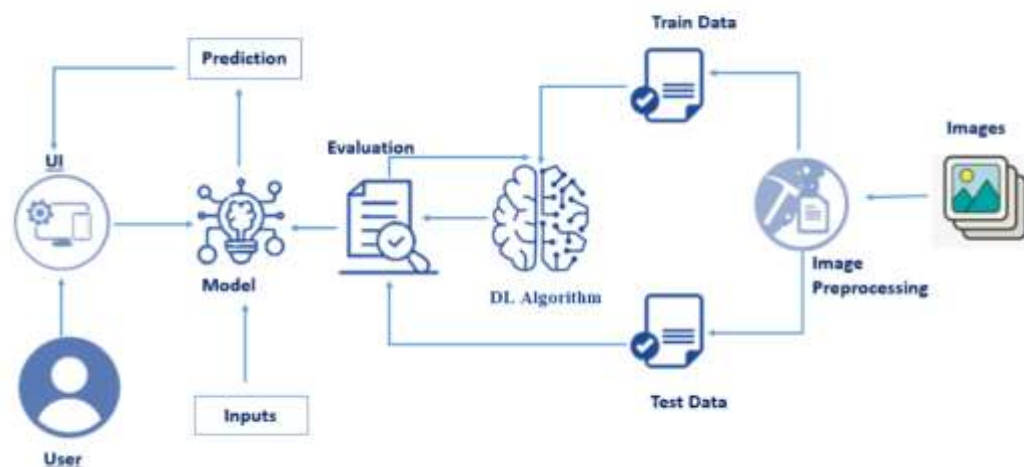 Train Data
Prediction
Images
Evaluation
UI
Image
Preprocessing
Model
DL Algorithm
Test Data
Inputs
User